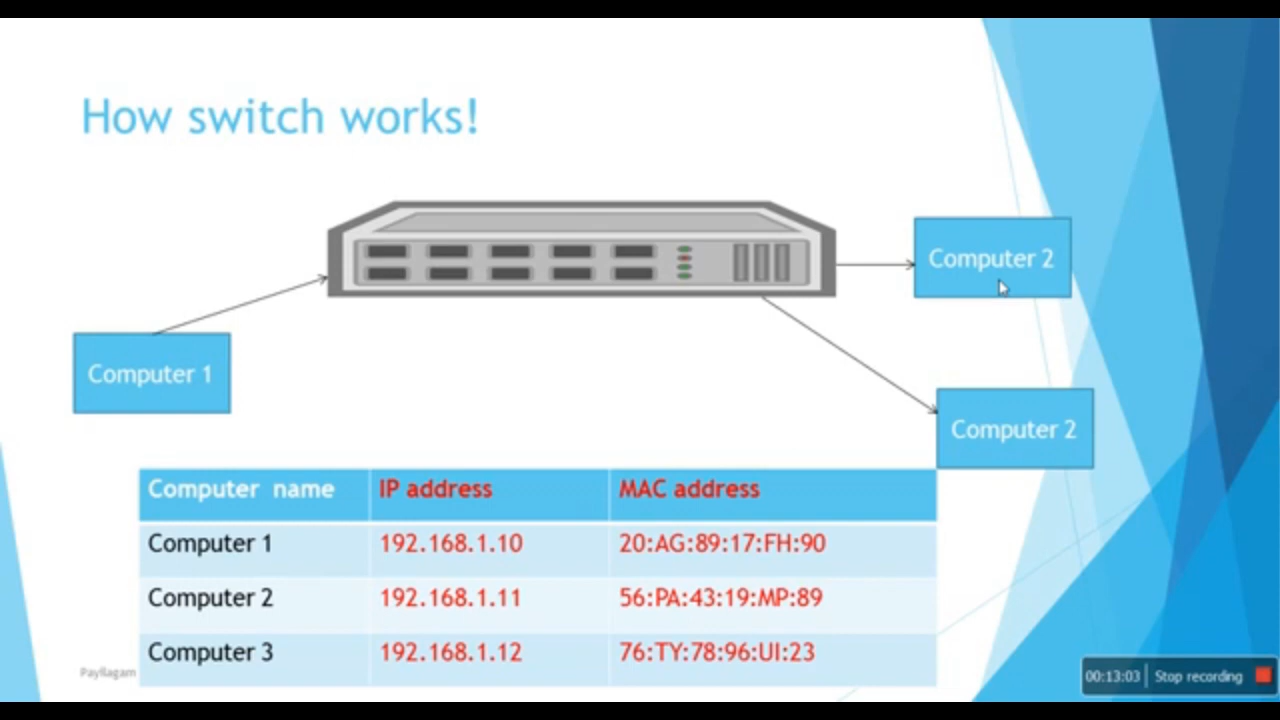 How switch works!
Computer 2
Computer 1
Computer 2
Computer name IP address MAC address
Computer 1 192.168.1.10 20:AG:89:17:FH:90
Computer 2 192.168.1.11 56:PA:43:19:MP:89
Computer 3 192.168.1.12 76:TY:78:96:UI:23
Payilagam
00:13:03 Stop recording